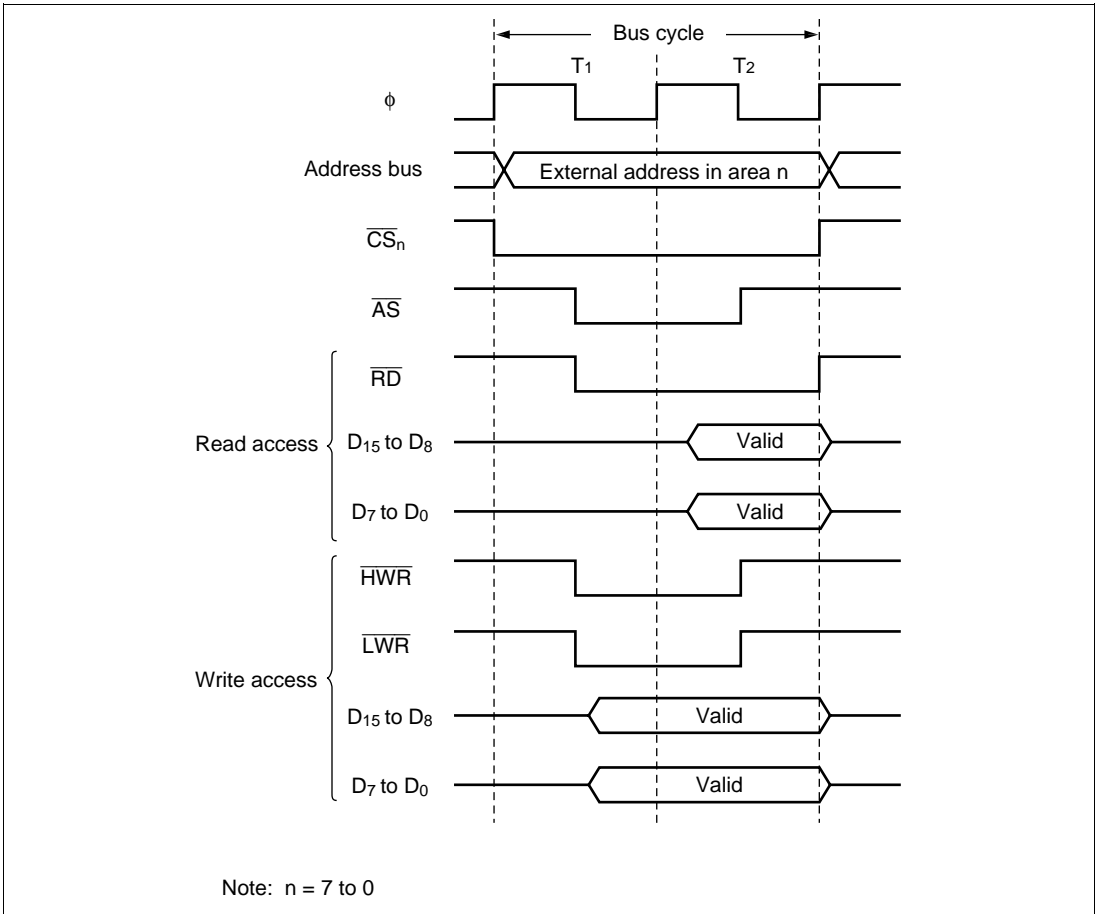 Bus cycle
T1 T2
ϕ
Address bus External address in area n
CSn
AS
RD
Read access
D15 to D8 Valid
D7 to D0 Valid
HWR
LWR
Write access
D15 to D8 Valid
D7 to D0 Valid
Note: n = 7 to 0